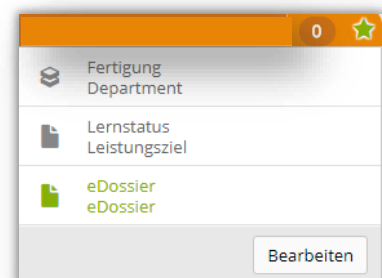 0
Fertigung
Department
Lernstatus
Leistungsziel
eDossier
eDossier
Bearbeiten